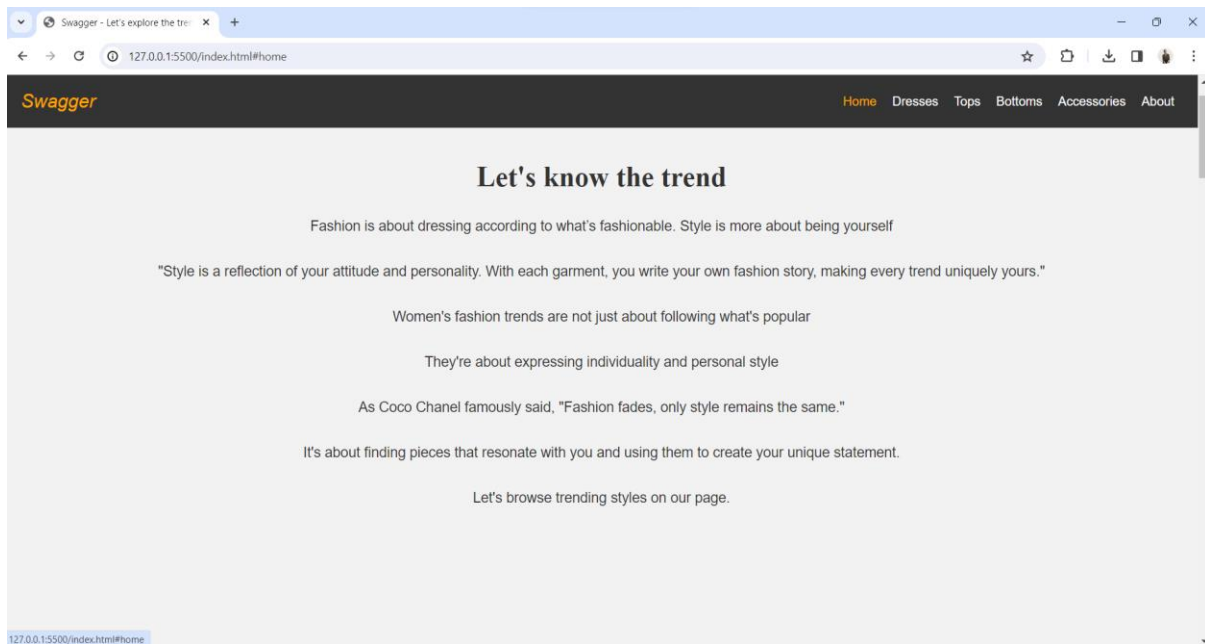 Swagger - Let's explore the tre
127.0.0.1:5500/index.html#home
Swagger
Home Dresses Tops Bottoms Accessories About
Let's know the trend
Fashion is about dressing according to what's fashionable. Style is more about being yourself
"Style is a reflection of your attitude and personality. With each garment, you write your own fashion story, making every trend uniquely yours."
Women's fashion trends are not just about following what's popular
They're about expressing individuality and personal style
As Coco Chanel famously said, "Fashion fades, only style remains the same."
It's about finding pieces that resonate with you and using them to create your unique statement.
Let's browse trending styles on our page.
127.0.0.1:5500/index.html#home